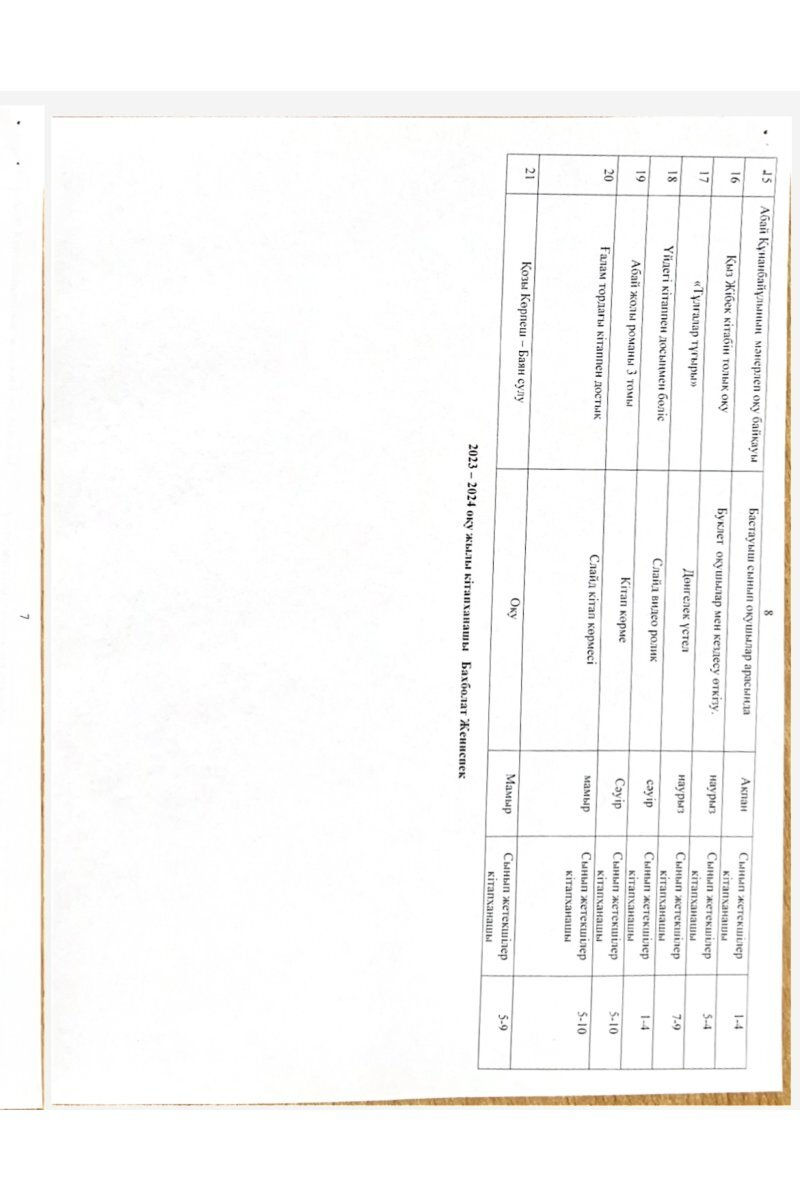 8
15 Абай Құнанбайұлының мәнерлеп оқу байқауы Бастауыш сынып оқушылар арасында Ақпан Сынып жетекшілер 1-4
кітапханашы
16 Қыз Жібек кітабін толық оқу Буклет оқушылар мен кездесу өткізу. наурыз Сынып жетекшілер 5-4
кітапханашы
17 «Тұлғалар тұғыры» Дөнгелек үстел наурыз Сынып жетекшілер 7-9
кітапханашы
18 Үйдегі кітаппен досыңмен бөліс Слайд видео ролик сәуір Сынып жетекшілер 1-4
кітапханашы
19 Абай жолы романы 3 томы Кітап көрме Сәуір Сынып жетекшілер 5-10
кітапханашы
20 Ғалам тордағы кітаппен достық Слайд кітап көрмесі мамыр Сынып жетекшілер 5-10
кітапханашы
21 Қозы Көрпеш – Баян сұлу Оқу Мамыр Сынып жетекшілер 5-9
кітапханашы
2023 – 2024 оқу жылы кітапханашы Бахболат Жениспек
7